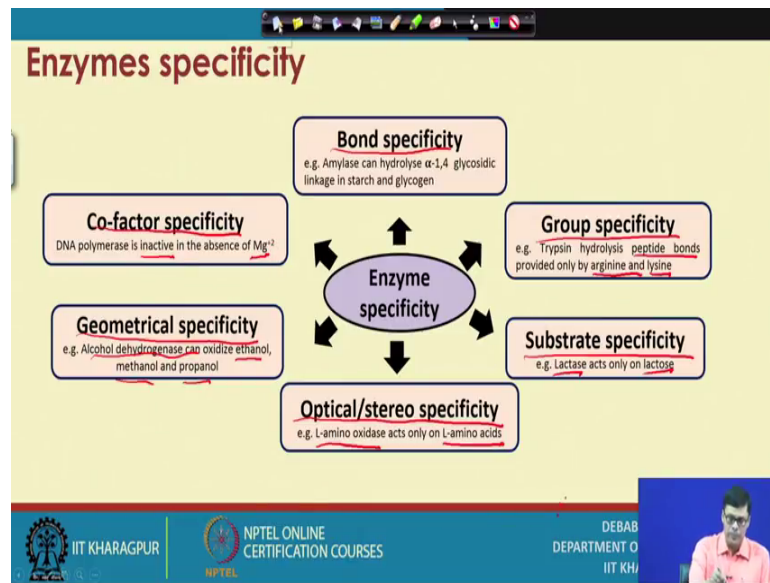 Enzymes specificity
Bond specificity
e.g. Amylase can hydrolyse α-1,4 glycosidic
linkage in starch and glycogen
Co-factor specificity
DNA polymerase is inactive in the absence of Mg⁺²
Group specificity
e.g. Trypsin hydrolysis peptide bonds
provided only by arginine and lysine
Enzyme
specificity
Geometrical specificity
e.g. Alcohol dehydrogenase can oxidize ethanol,
methanol and propanol
Substrate specificity
e.g. Lactase acts only on lactose
Optical/stereo specificity
e.g. L-amino oxidase acts only on L-amino acids
IIT KHARAGPUR
NPTEL
NPTEL ONLINE
CERTIFICATION COURSES
DEBAB
DEPARTMENT O
IIT KHA